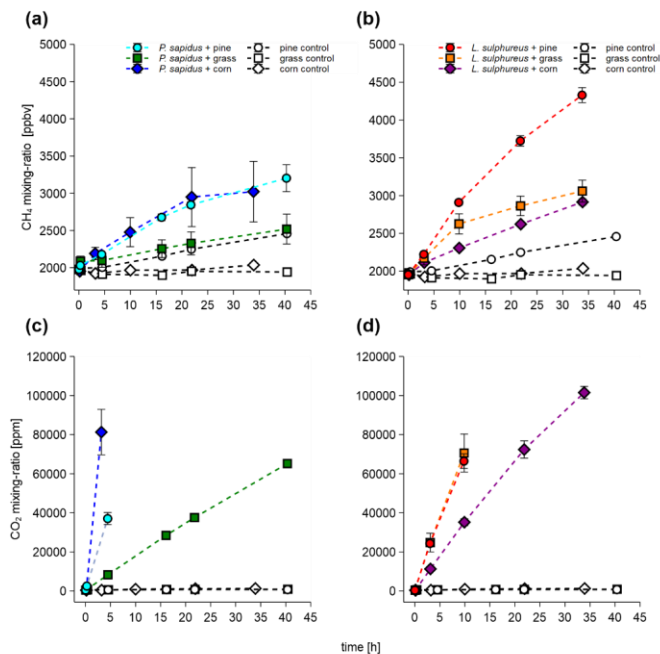 (a)
(b)
P. sapidus + pine
pine control
P. sapidus + grass
grass control
P. sapidus + corn
corn control
L. sulphureus + pine
pine control
L. sulphureus + grass
grass control
L. sulphureus + corn
corn control
CH₄ mixing-ratio [ppbv]
5000
4500
4000
3500
3000
2500
2000
1500
0 5 10 15 20 25 30 35 40 45
5000
4500
4000
3500
3000
2500
2000
1500
0 5 10 15 20 25 30 35 40 45
(c)
(d)
CO₂ mixing-ratio [ppm]
120000
100000
80000
60000
40000
20000
0
0 5 10 15 20 25 30 35 40 45
120000
100000
80000
60000
40000
20000
0
0 5 10 15 20 25 30 35 40 45
time [h]